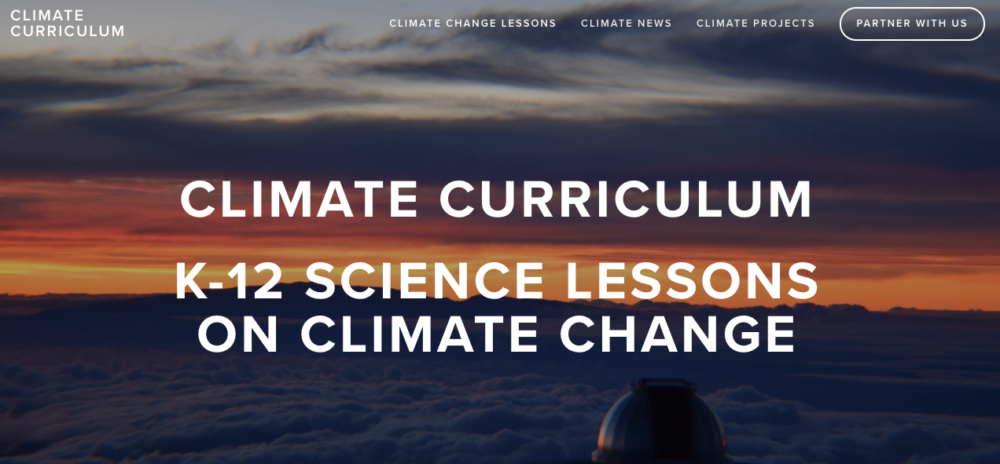 CLIMATE
CURRICULUM
CLIMATE CHANGE LESSONS
CLIMATE NEWS
CLIMATE PROJECTS
PARTNER WITH US
CLIMATE CURRICULUM
K-12 SCIENCE LESSONS
ON CLIMATE CHANGE